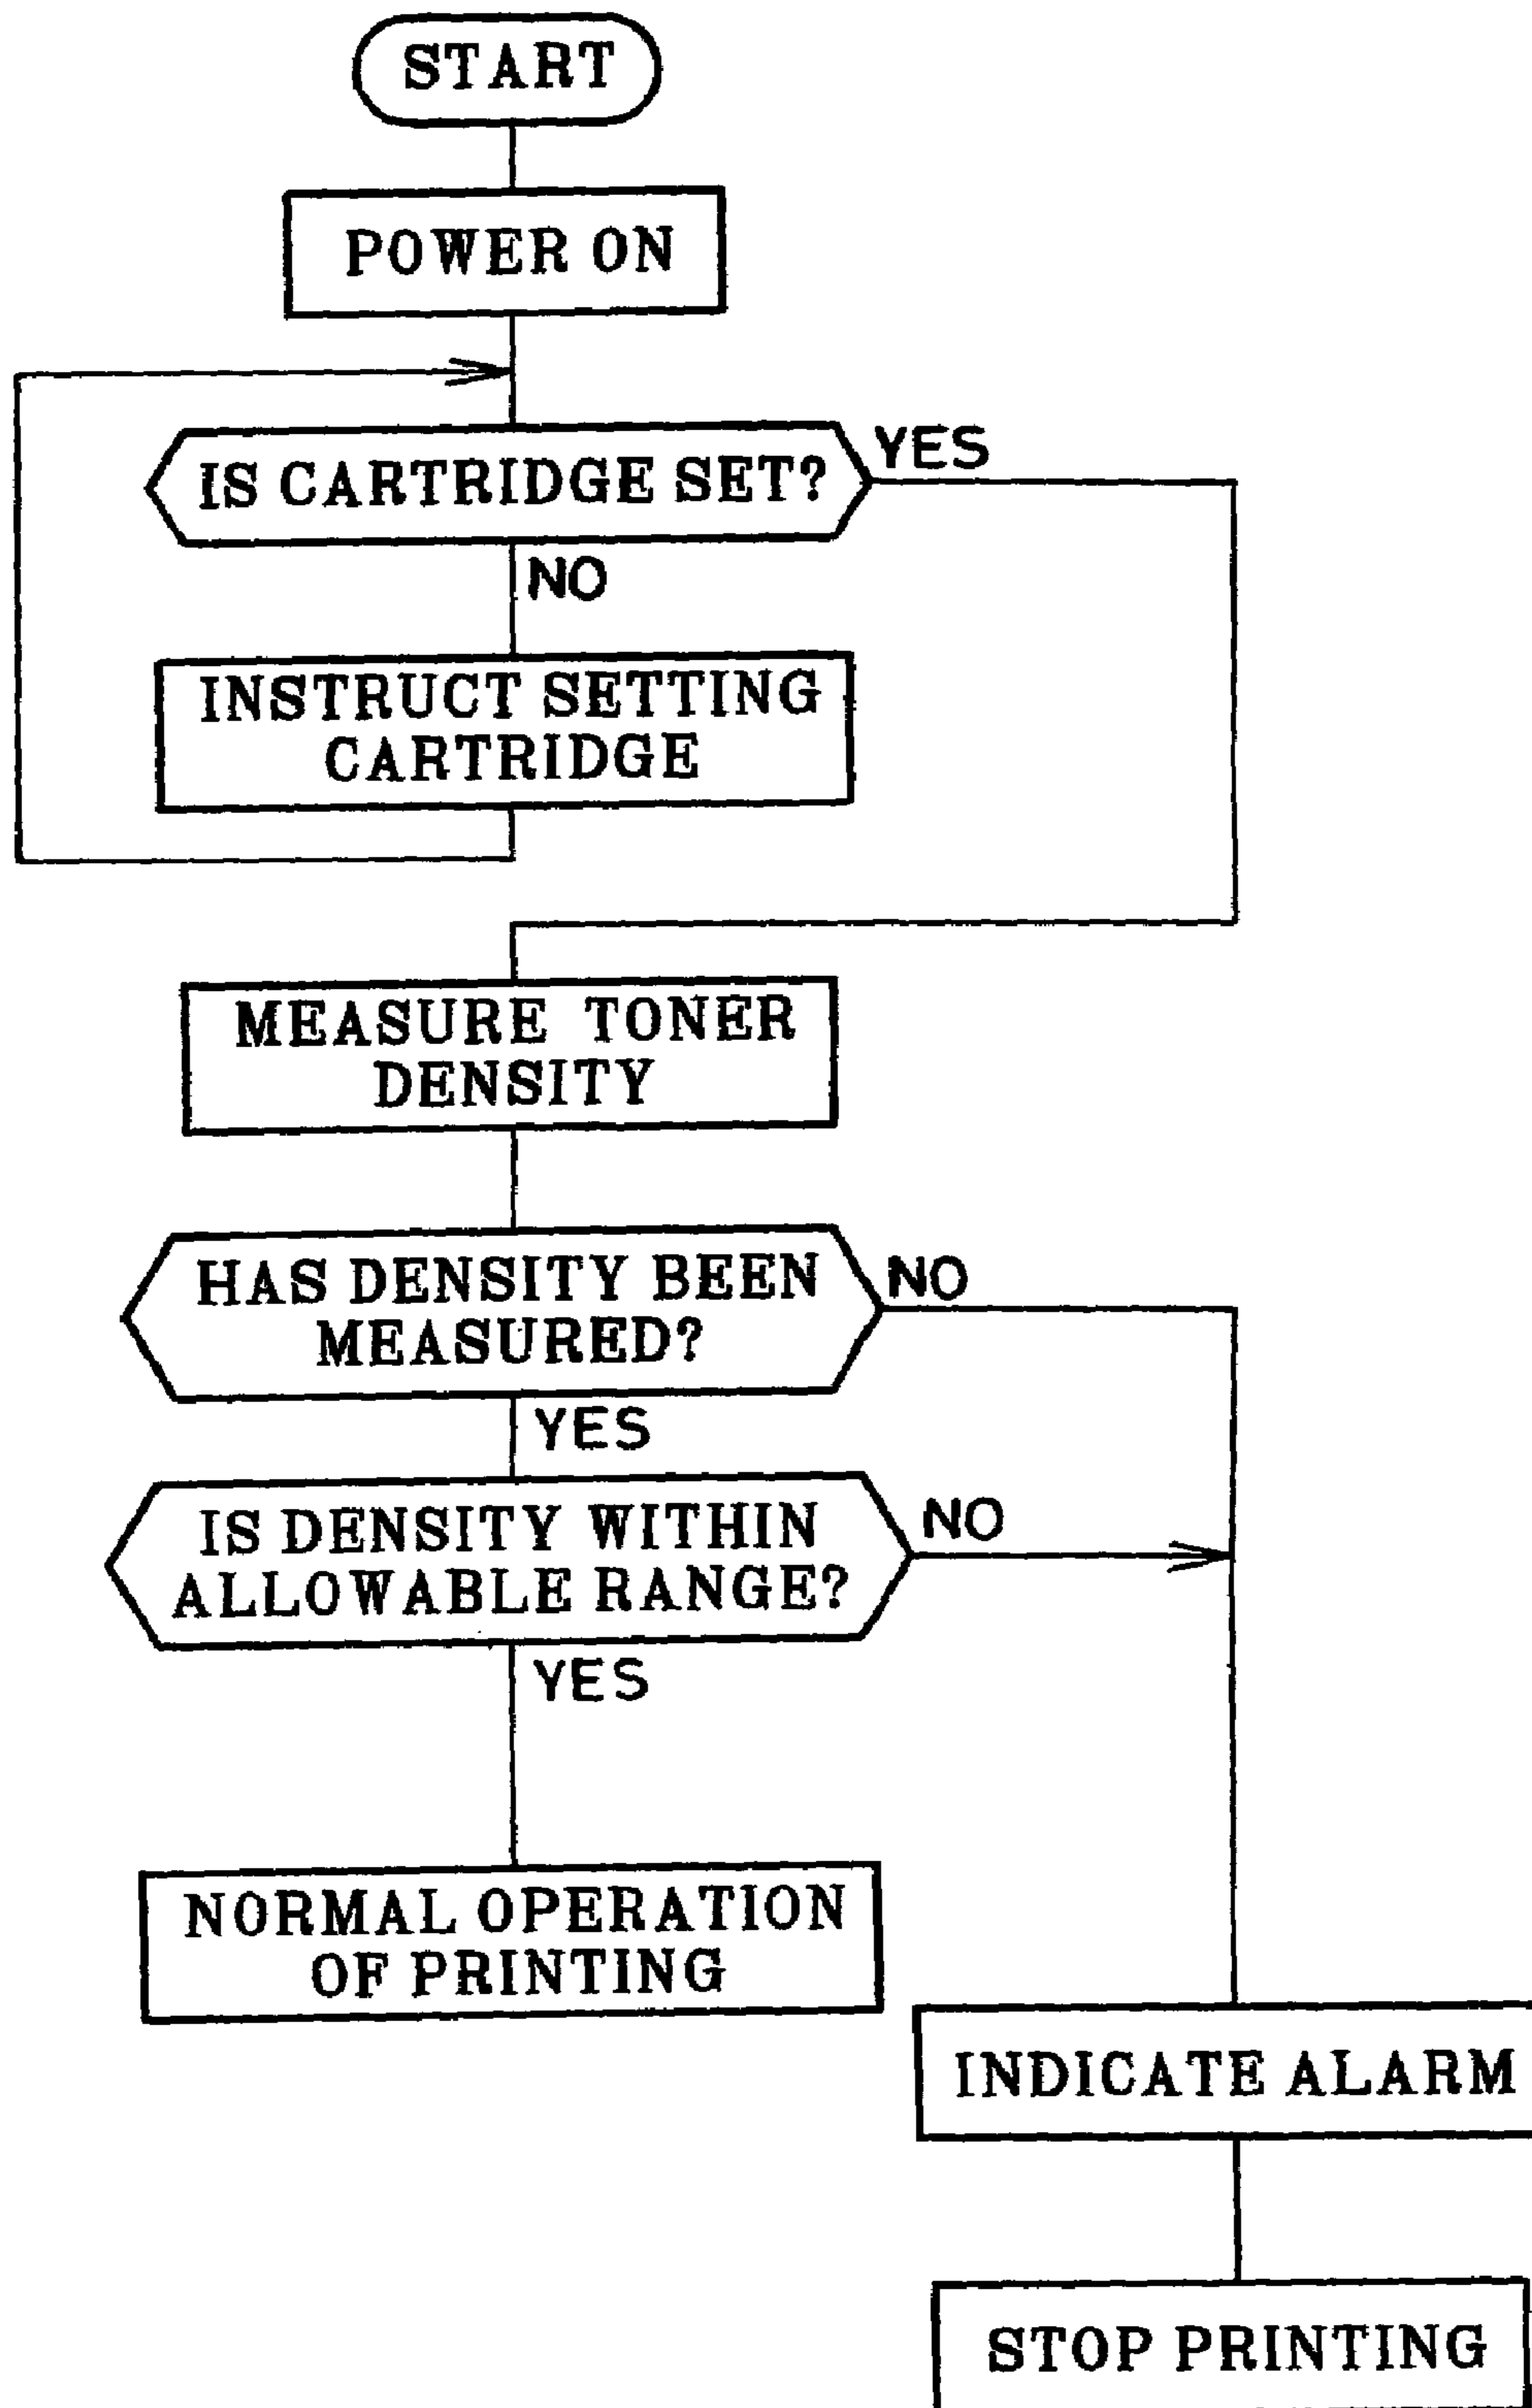 START
POWER ON
IS CARTRIDGE SET?
YES
NO
INSTRUCT SETTING
CARTRIDGE
MEASURE TONER
DENSITY
HAS DENSITY BEEN
MEASURED?
NO
YES
IS DENSITY WITHIN
ALLOWABLE RANGE?
NO
YES
NORMAL OPERATION
OF PRINTING
INDICATE ALARM
STOP PRINTING